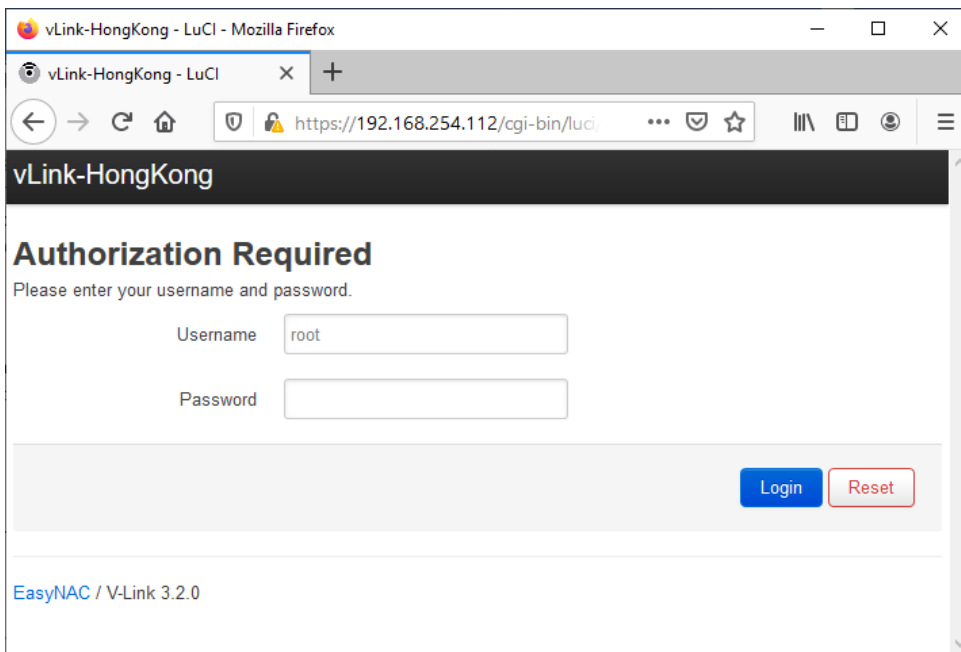 vLink-HongKong - LuCI - Mozilla Firefox
vLink-HongKong - LuCI
https://192.168.254.112/cgi-bin/luci/
vLink-HongKong
Authorization Required
Please enter your username and password.
Username root
Password
Login Reset
EasyNAC / V-Link 3.2.0